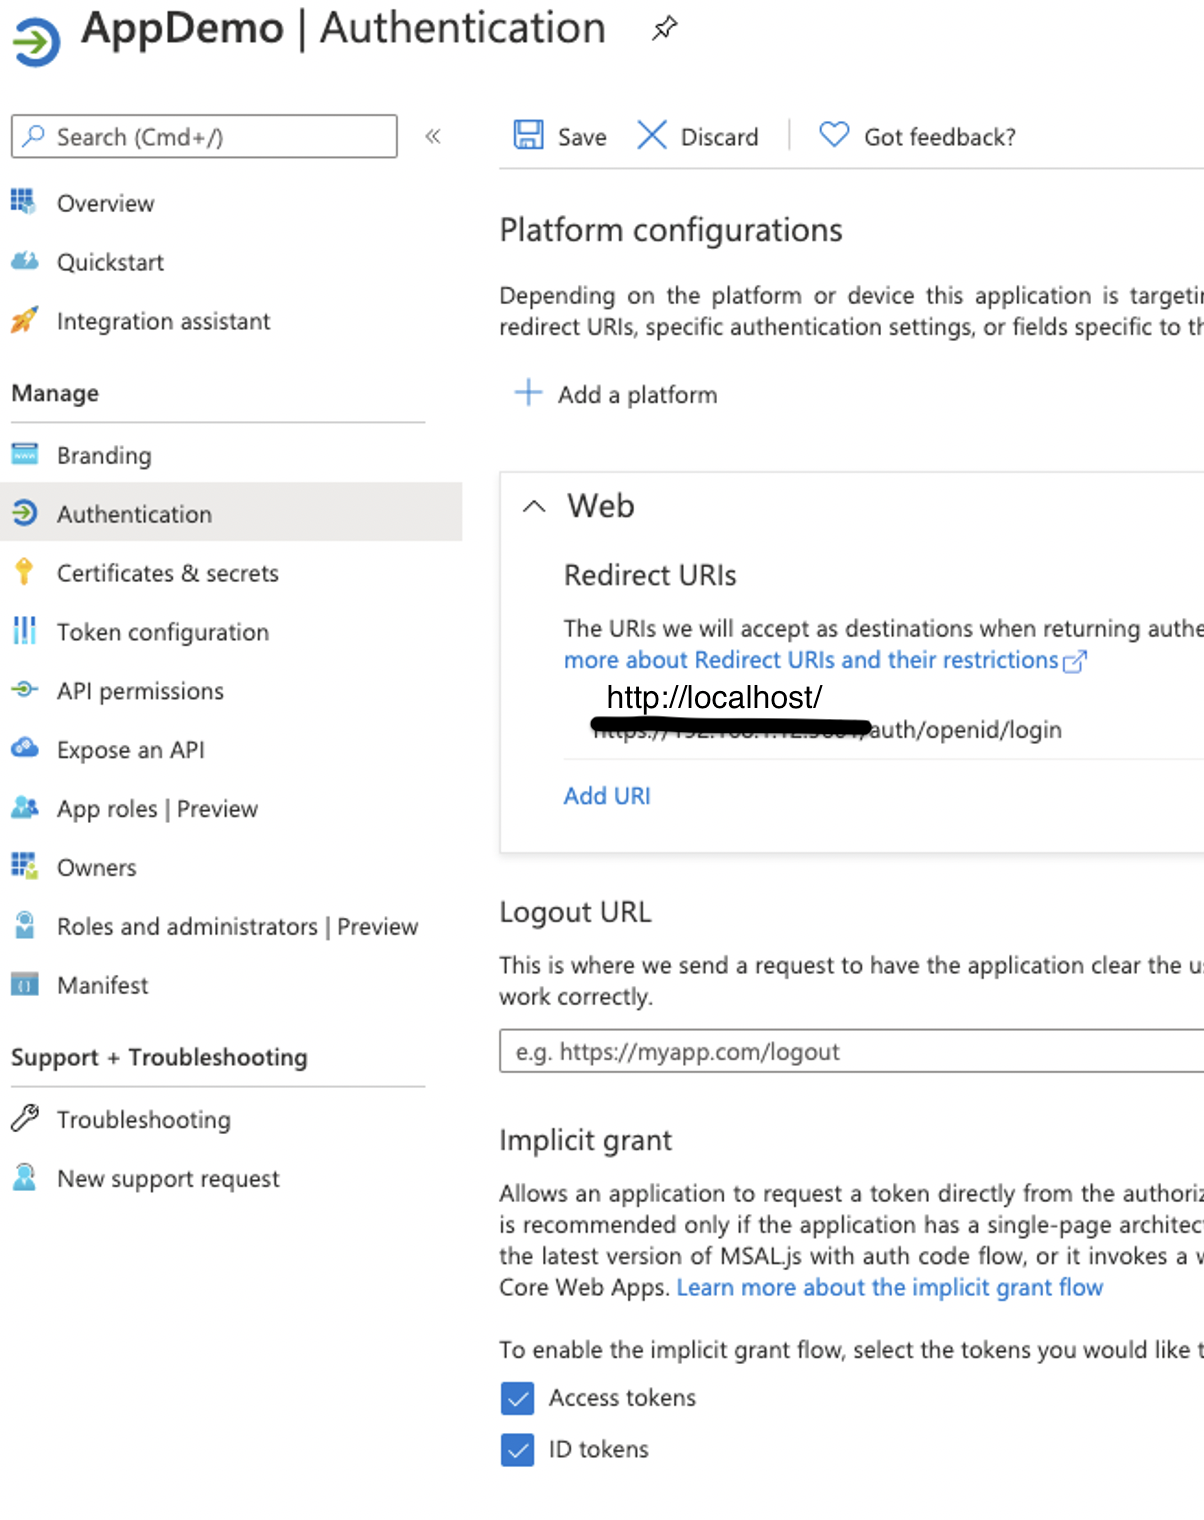 AppDemo | Authentication
Search (Cmd+/)
«
Save
Discard
Got feedback?
Overview
Quickstart
Integration assistant
Manage
Branding
Authentication
Certificates & secrets
Token configuration
API permissions
Expose an API
App roles | Preview
Owners
Roles and administrators | Preview
Manifest
Support + Troubleshooting
Troubleshooting
New support request
Platform configurations
Depending on the platform or device this application is targetin
redirect URIs, specific authentication settings, or fields specific to th
Add a platform
Web
Redirect URIs
The URIs we will accept as destinations when returning authe
more about Redirect URIs and their restrictions
http://localhost/
auth/openid/login
Add URI
Logout URL
This is where we send a request to have the application clear the us
work correctly.
e.g. https://myapp.com/logout
Implicit grant
Allows an application to request a token directly from the authoriz
is recommended only if the application has a single-page architec
the latest version of MSAL.js with auth code flow, or it invokes a w
Core Web Apps. Learn more about the implicit grant flow
To enable the implicit grant flow, select the tokens you would like t
Access tokens
ID tokens